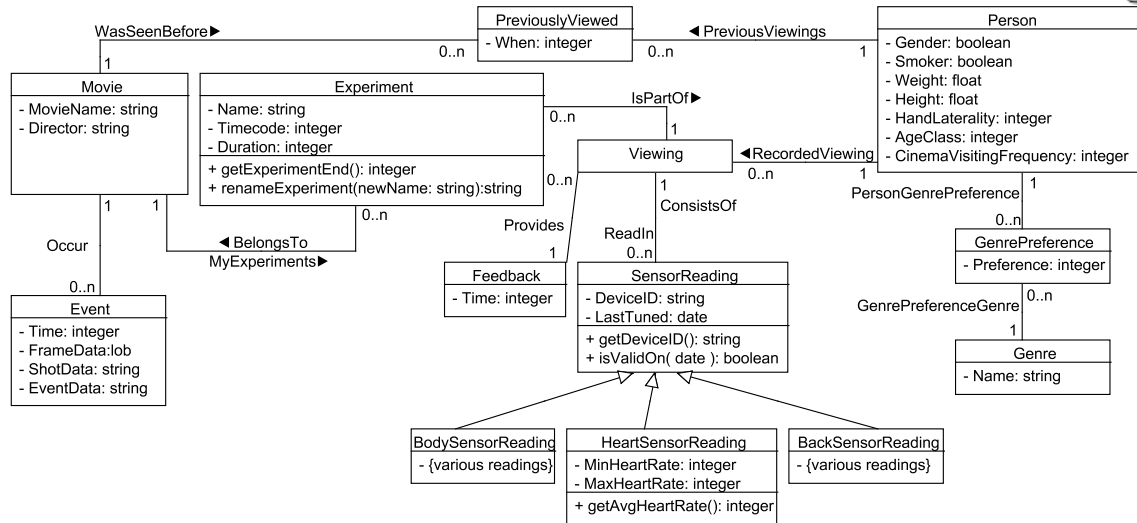 PreviouslyViewed
- When: integer
WasSeenBefore▶
0..n
1
◀ PreviousViewings
0..n
1
Person
- Gender: boolean
- Smoker: boolean
- Weight: float
- Height: float
- HandLaterality: integer
- AgeClass: integer
- CinemaVisitingFrequency: integer
Movie
- MovieName: string
- Director: string
Experiment
- Name: string
- Timecode: integer
- Duration: integer
+ getExperimentEnd(): integer
+ renameExperiment(newName: string):string
IsPartOf▶
0..n
1
Viewing
◀RecordedViewing
0..n
1
0..n
Provides
1
1
ConsistsOf
ReadIn
0..n
PersonGenrePreference
1
0..n
GenrePreference
- Preference: integer
0..n
GenrePreferenceGenre
1
Genre
- Name: string
1
Occur
0..n
1
0..n
◀ BelongsTo
MyExperiments▶
Feedback
- Time: integer
SensorReading
- DeviceID: string
- LastTuned: date
+ getDeviceID(): string
+ isValidOn( date ): boolean
Event
- Time: integer
- FrameData:lob
- ShotData: string
- EventData: string
BodySensorReading
- {various readings}
HeartSensorReading
- MinHeartRate: integer
- MaxHeartRate: integer
+ getAvgHeartRate(): integer
BackSensorReading
- {various readings}